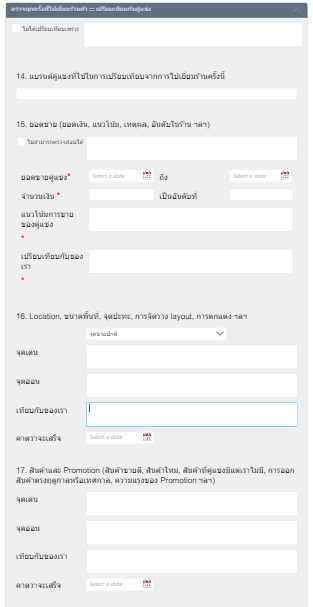 ตรวจทุกครั้งที่ไปเยี่ยมร้านค้า = เปรียบเทียบกับคู่แข่ง
ไม่ได้เปรียบเทียบเพราะ
14. แบรนด์คู่แข่งที่ใช้ในการเปรียบเทียบจากการไปเยี่ยมร้านครั้งนี้
15. ยอดขาย (ยอดเงิน, แนวโน้ม, เหตุผล, อันดับในร้าน ฯลฯ)
ไม่สามารถตรวจสอบได้
ยอดขายคู่แข่ง* Select a date ถึง Select a date
จำนวนเงิน * เป็นอันดับที่
แนวโน้มการขาย
ของคู่แข่ง
*
เปรียบเทียบกับของ
เรา
*
16. Location, ขนาดพื้นที่, จุดปะทะ, การจัดวาง layout, การตกแต่ง ฯลฯ
จุดขายปกติ
จุดเด่น
จุดอ่อน
เทียบกับของเรา
คาดว่าจะเสร็จ Select a date
17. สินค้าและ Promotion (สินค้าขายดี, สินค้าใหม่, สินค้าที่คู่แข่งมีแต่เราไม่มี, การออก
สินค้าตรงฤดูกาลหรือเทศกาล, ความแรงของ Promotion ฯลฯ)
จุดเด่น
จุดอ่อน
เทียบกับของเรา
คาดว่าจะเสร็จ Select a date